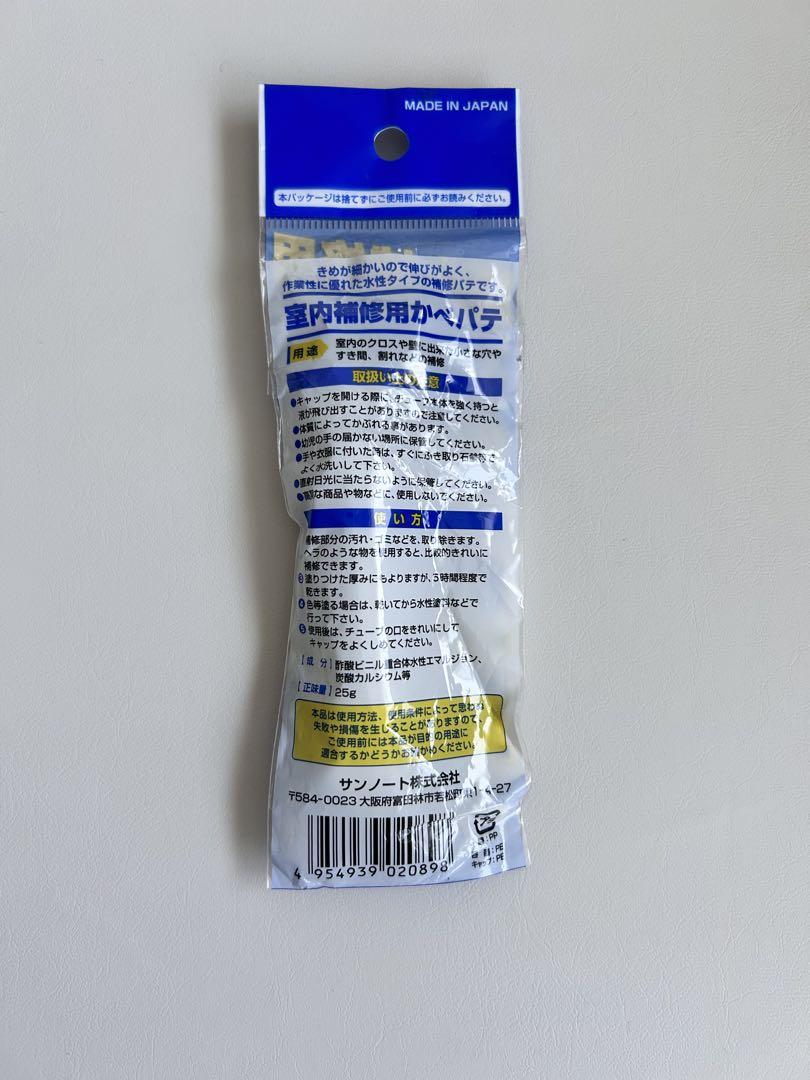 MADE IN JAPAN
本パッケージは捨てずにご使用前に必ずお読みください。
きめが細かいので伸びがよく、
作業性に優れた水性タイプの補修パテです。
室内補修用かべパテ
用途
室内のクロスや壁に出来た小さな穴や
すき間、割れなどの補修
取扱い上の注意
●キャップを開ける際に、チューブ本体を強く持つと
液が飛び出すことがありますので注意してください。
●体質によってかぶれる事があります。
●幼児の手の届かない場所に保管してください。
●手や衣服に付いた時は、すぐにふき取り石鹸等で
よく水洗いして下さい。
●直射日光に当たらないように保管してください。
●高価な商品や物などに、使用しないでください。
使い方
補修部分の汚れ・ゴミなどを、取り除きます。
ヘラのような物を使用すると、比較的きれいに
補修できます。
③塗りつけた厚みにもよりますが、5時間程度で
乾きます。
④色等塗る場合は、乾いてから水性塗料などで
行って下さい。
⑤使用後は、チューブの口をきれいにして
キャップをよくしめてください。
[成 分] 酢酸ビニル重合体水性エマルジョン、
炭酸カルシウム等
[正味量] 25g
本品は使用方法、使用条件によって思わぬ
失敗や損傷を生じることがありますので、
ご使用前には本品が目的の用途に
適合するかどうかお確かめください。
サンノート株式会社
〒584-0023 大阪府富田林市若松町東1-4-27
プラ
:PP
容器:PE
キャップ:PE
4 954939 020898